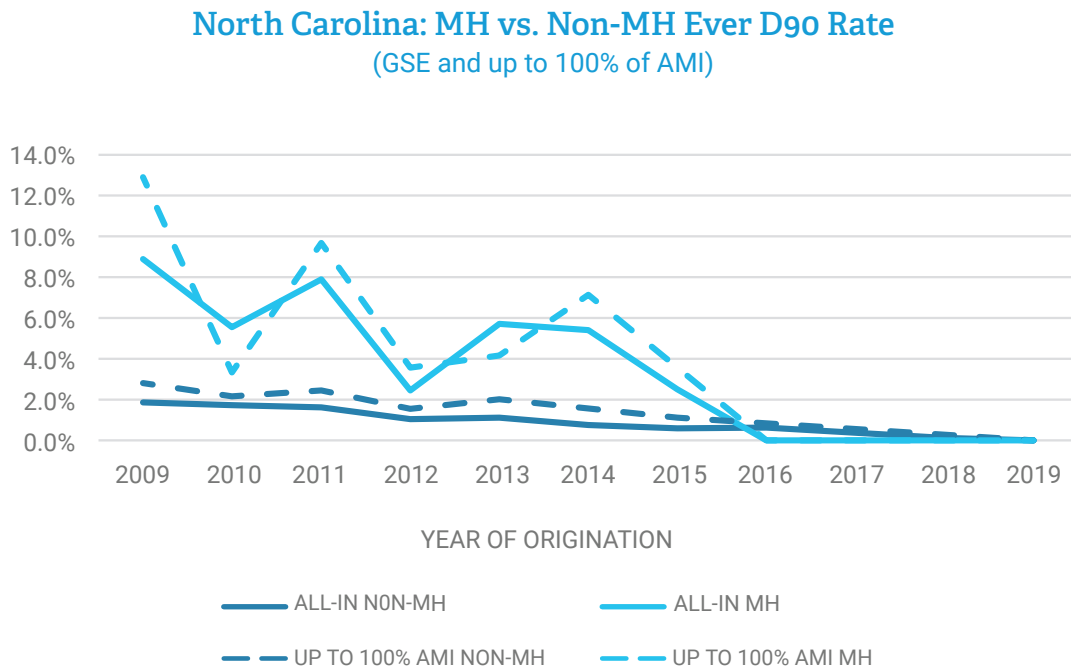 North Carolina: MH vs. Non-MH Ever D90 Rate
(GSE and up to 100% of AMI)
14.0%
12.0%
10.0%
8.0%
6.0%
4.0%
2.0%
0.0%
2009 2010 2011 2012 2013 2014 2015 2016 2017 2018 2019
YEAR OF ORIGINATION
ALL-IN N0N-MH ALL-IN MH
UP TO 100% AMI NON-MH UP TO 100% AMI MH